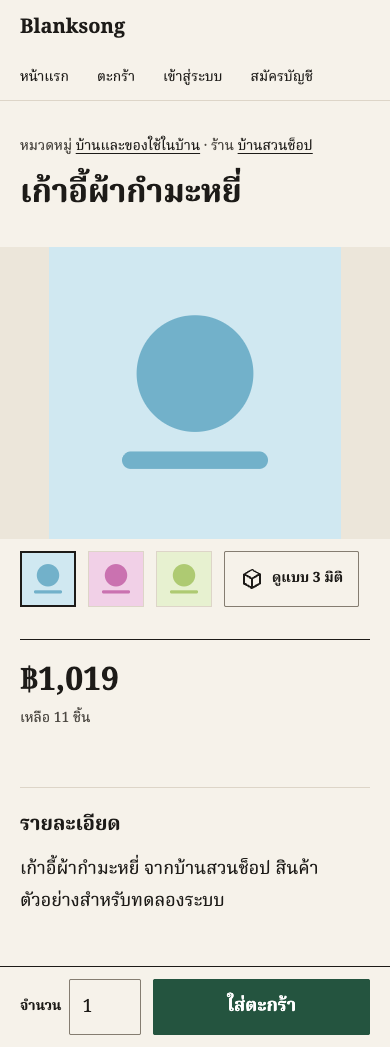 Blanksong
หน้าแรก ตะกร้า เข้าสู่ระบบ สมัครบัญชี
หมวดหมู่ บ้านและของใช้ในบ้าน · ร้าน บ้านสวนช็อป
เก้าอี้ผ้ากำมะหยี่
ดูแบบ 3 มิติ
฿1,019
เหลือ 11 ชิ้น
รายละเอียด
เก้าอี้ผ้ากำมะหยี่ จากบ้านสวนช็อป สินค้า
ตัวอย่างสำหรับทดลองระบบ
จำนวน 1 ใส่ตะกร้า